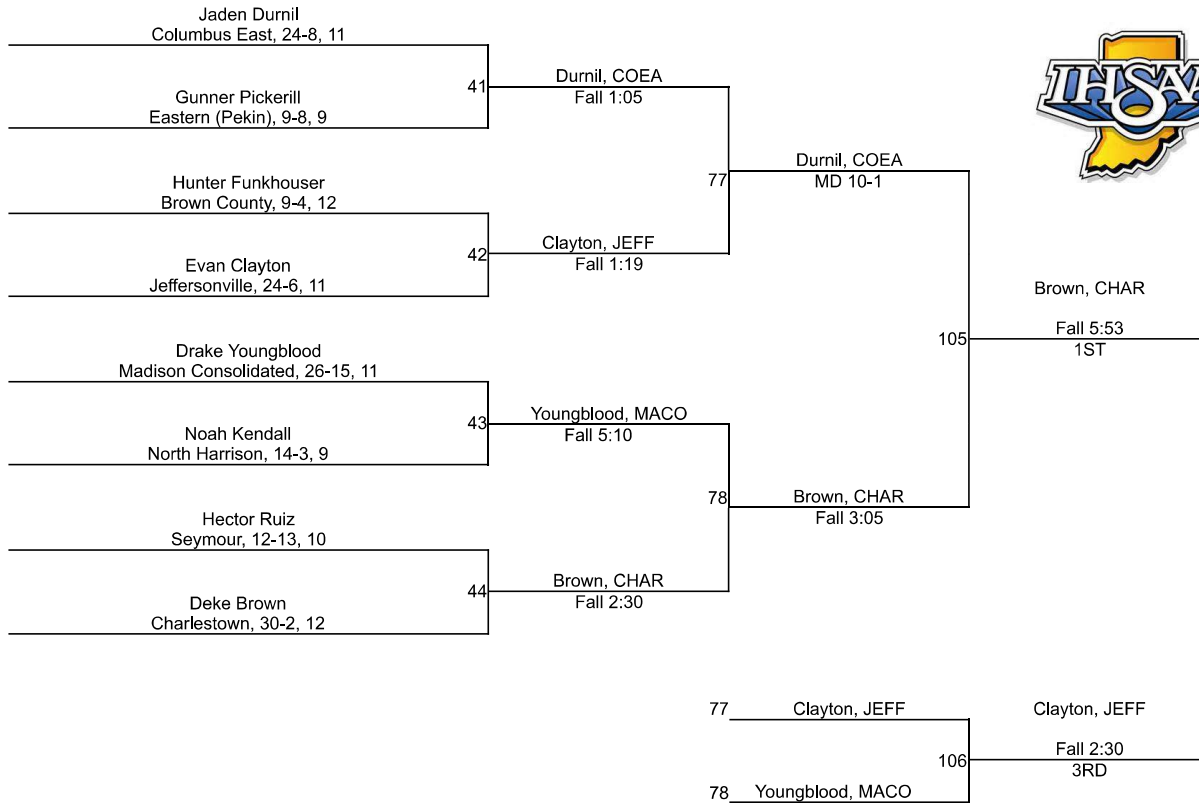 Jaden Durnil
Columbus East, 24-8, 11
Gunner Pickerill
Eastern (Pekin), 9-8, 9
Hunter Funkhouser
Brown County, 9-4, 12
Evan Clayton
Jeffersonville, 24-6, 11
Drake Youngblood
Madison Consolidated, 26-15, 11
Noah Kendall
North Harrison, 14-3, 9
Hector Ruiz
Seymour, 12-13, 10
Deke Brown
Charlestown, 30-2, 12
41
Durnil, COEA
Fall 1:05
42
Clayton, JEFF
Fall 1:19
43
Youngblood, MACO
Fall 5:10
44
Brown, CHAR
Fall 2:30
77
Durnil, COEA
MD 10-1
78
Brown, CHAR
Fall 3:05
105
Brown, CHAR
Fall 5:53
1ST
IHSAA
77
Clayton, JEFF
78
Youngblood, MACO
106
Clayton, JEFF
Fall 2:30
3RD